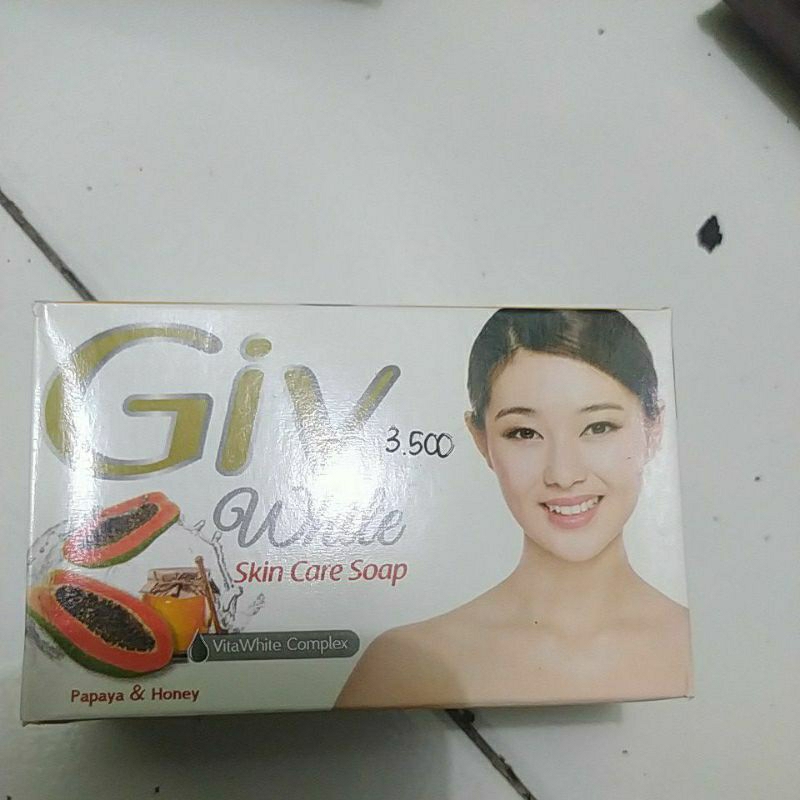 Giv
3.500
White
Skin Care Soap
VitaWhite Complex
Papaya & Honey